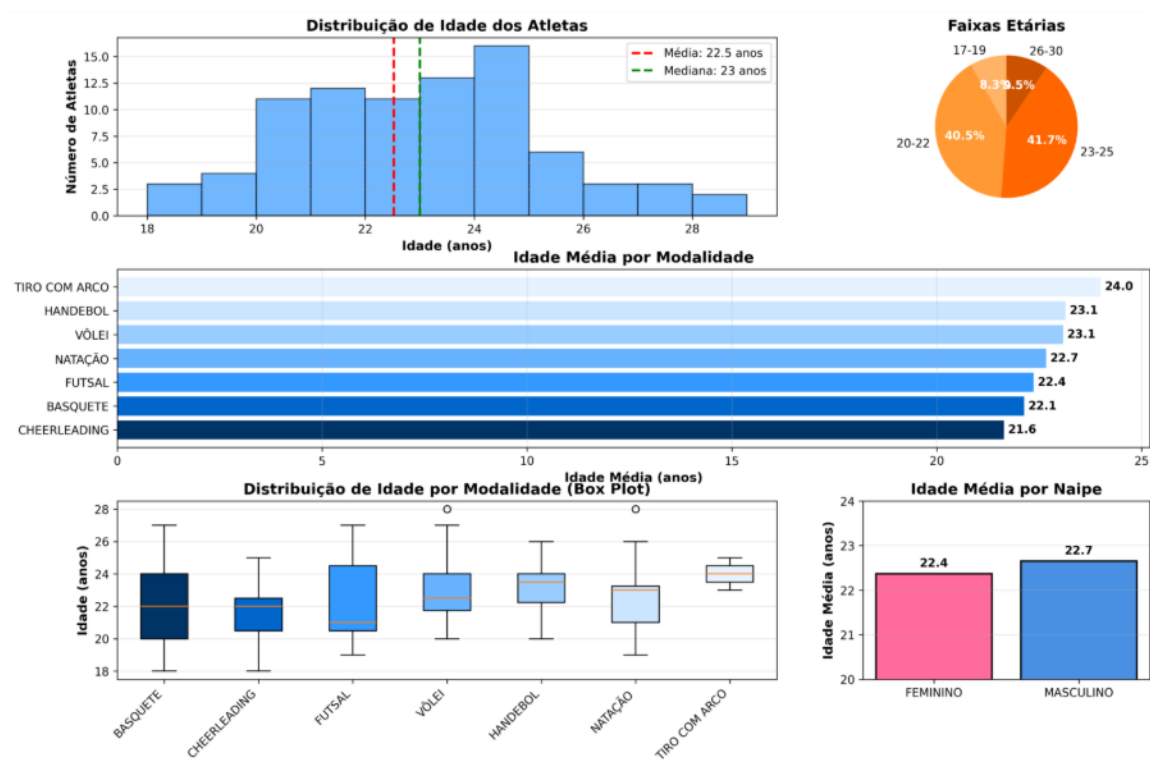 Distribuição de Idade dos Atletas
Número de Atletas
15.0
12.5
10.0
7.5
5.0
2.5
0.0
18
20
22
24
26
28
Idade (anos)
Média: 22.5 anos
Mediana: 23 anos
Faixas Etárias
17-19
26-30
8.3%
9.5%
40.5%
41.7%
20-22
23-25
Idade Média por Modalidade
TIRO COM ARCO
24.0
HANDEBOL
23.1
VÔLEI
23.1
NATAÇÃO
22.7
FUTSAL
22.4
BASQUETE
22.1
CHEERLEADING
21.6
0
5
10
15
20
25
Idade Média (anos)
Distribuição de Idade por Modalidade (Box Plot)
Idade (anos)
28
26
24
22
20
18
BASQUETE
CHEERLEADING
FUTSAL
VÔLEI
HANDEBOL
NATAÇÃO
TIRO COM ARCO
Idade Média por Naipe
Idade Média (anos)
24
23
22
21
20
22.4
22.7
FEMININO
MASCULINO